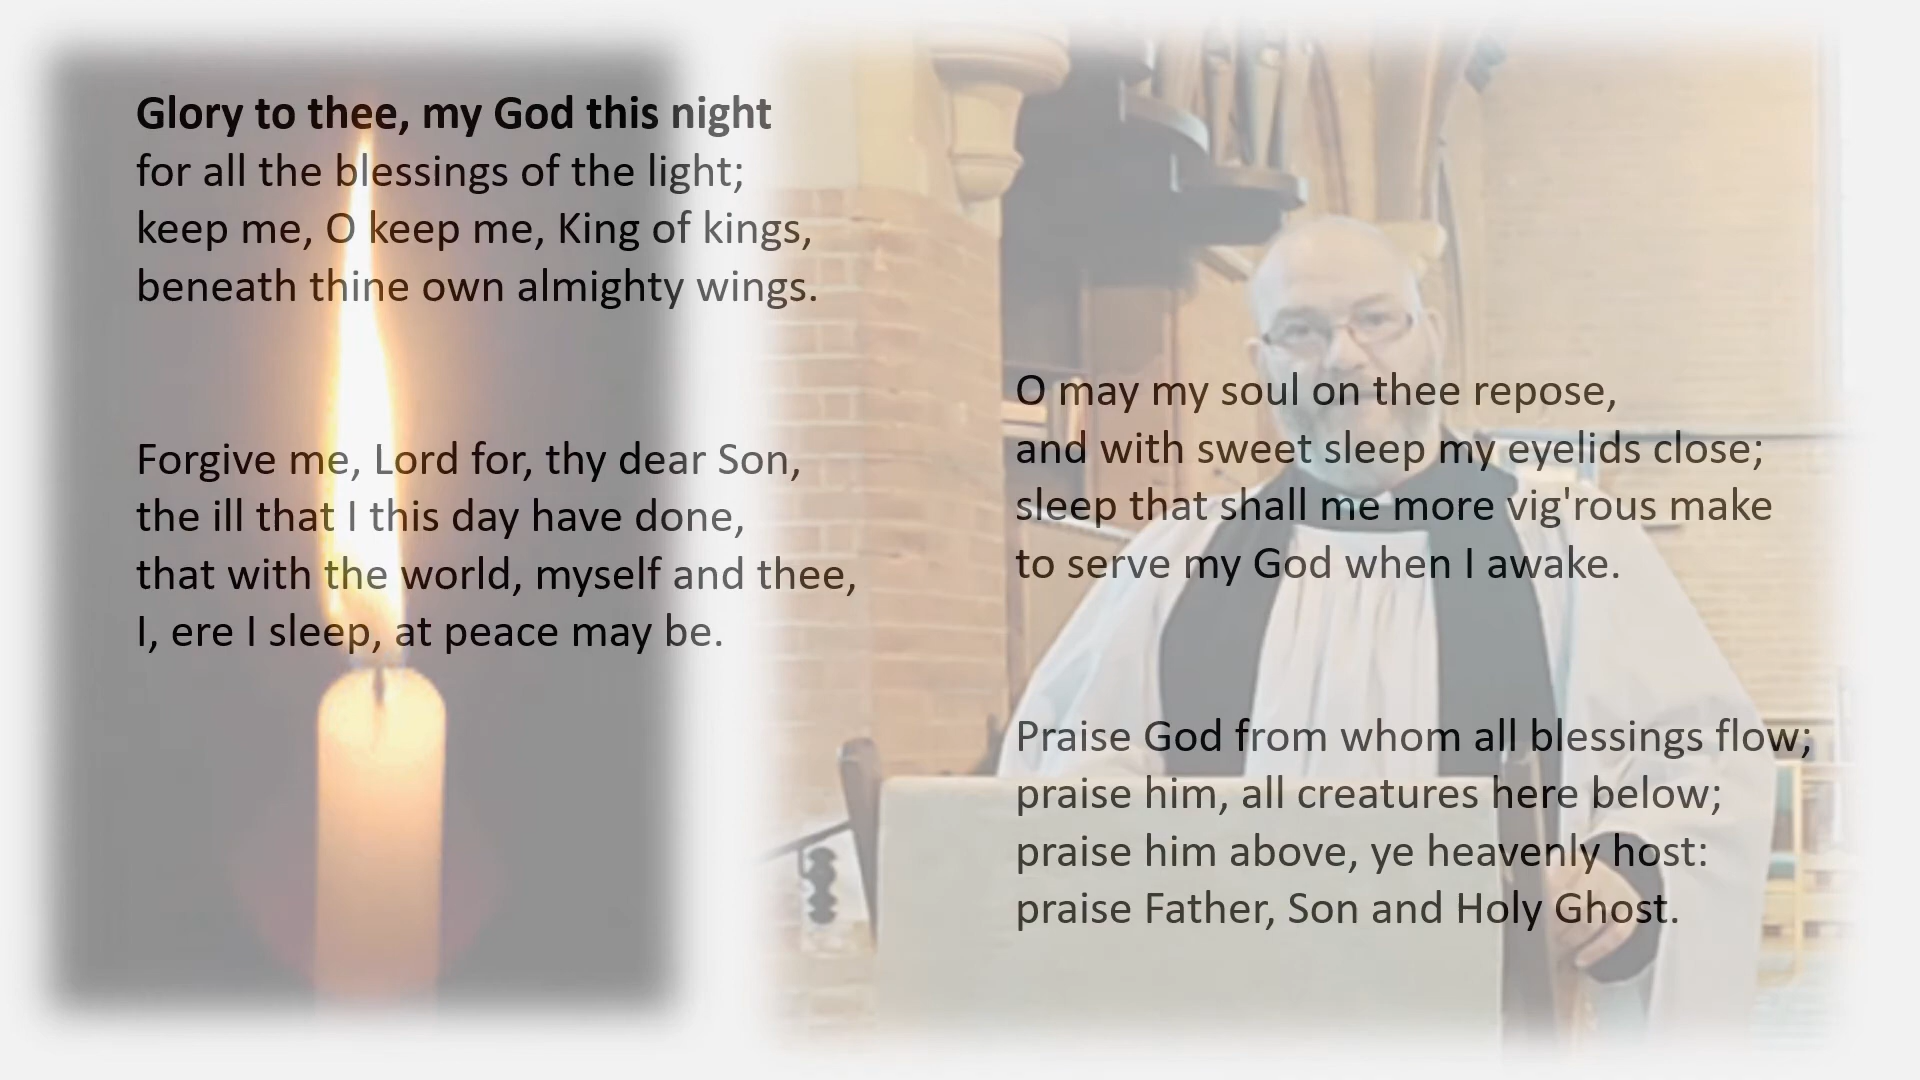 Glory to thee, my God this night
for all the blessings of the light;
keep me, O keep me, King of kings,
beneath thine own almighty wings.
Forgive me, Lord for, thy dear Son,
the ill that I this day have done,
that with the world, myself and thee,
I, ere I sleep, at peace may be.
O may my soul on thee repose,
and with sweet sleep my eyelids close;
sleep that shall me more vig'rous make
to serve my God when I awake.
Praise God from whom all blessings flow;
praise him, all creatures here below;
praise him above, ye heavenly host:
praise Father, Son and Holy Ghost.